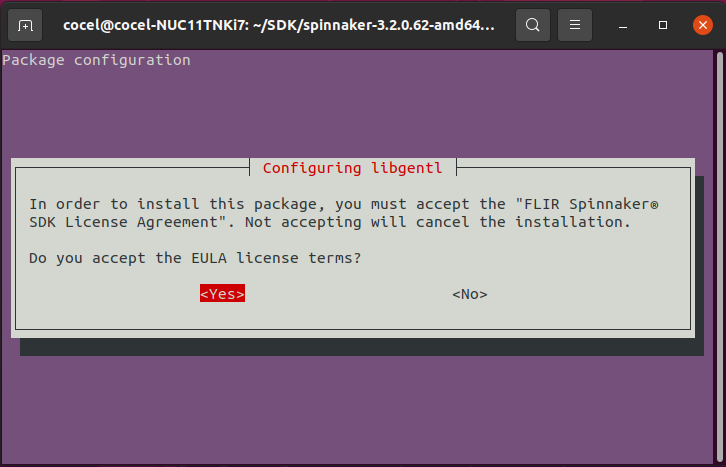 cocel@cocel-NUC11TNKi7: ~/SDK/spinnaker-3.2.0.62-amd64...
Package configuration
Configuring libgentl
In order to install this package, you must accept the "FLIR Spinnaker®
SDK License Agreement". Not accepting will cancel the installation.
Do you accept the EULA license terms?
<Yes> <No>